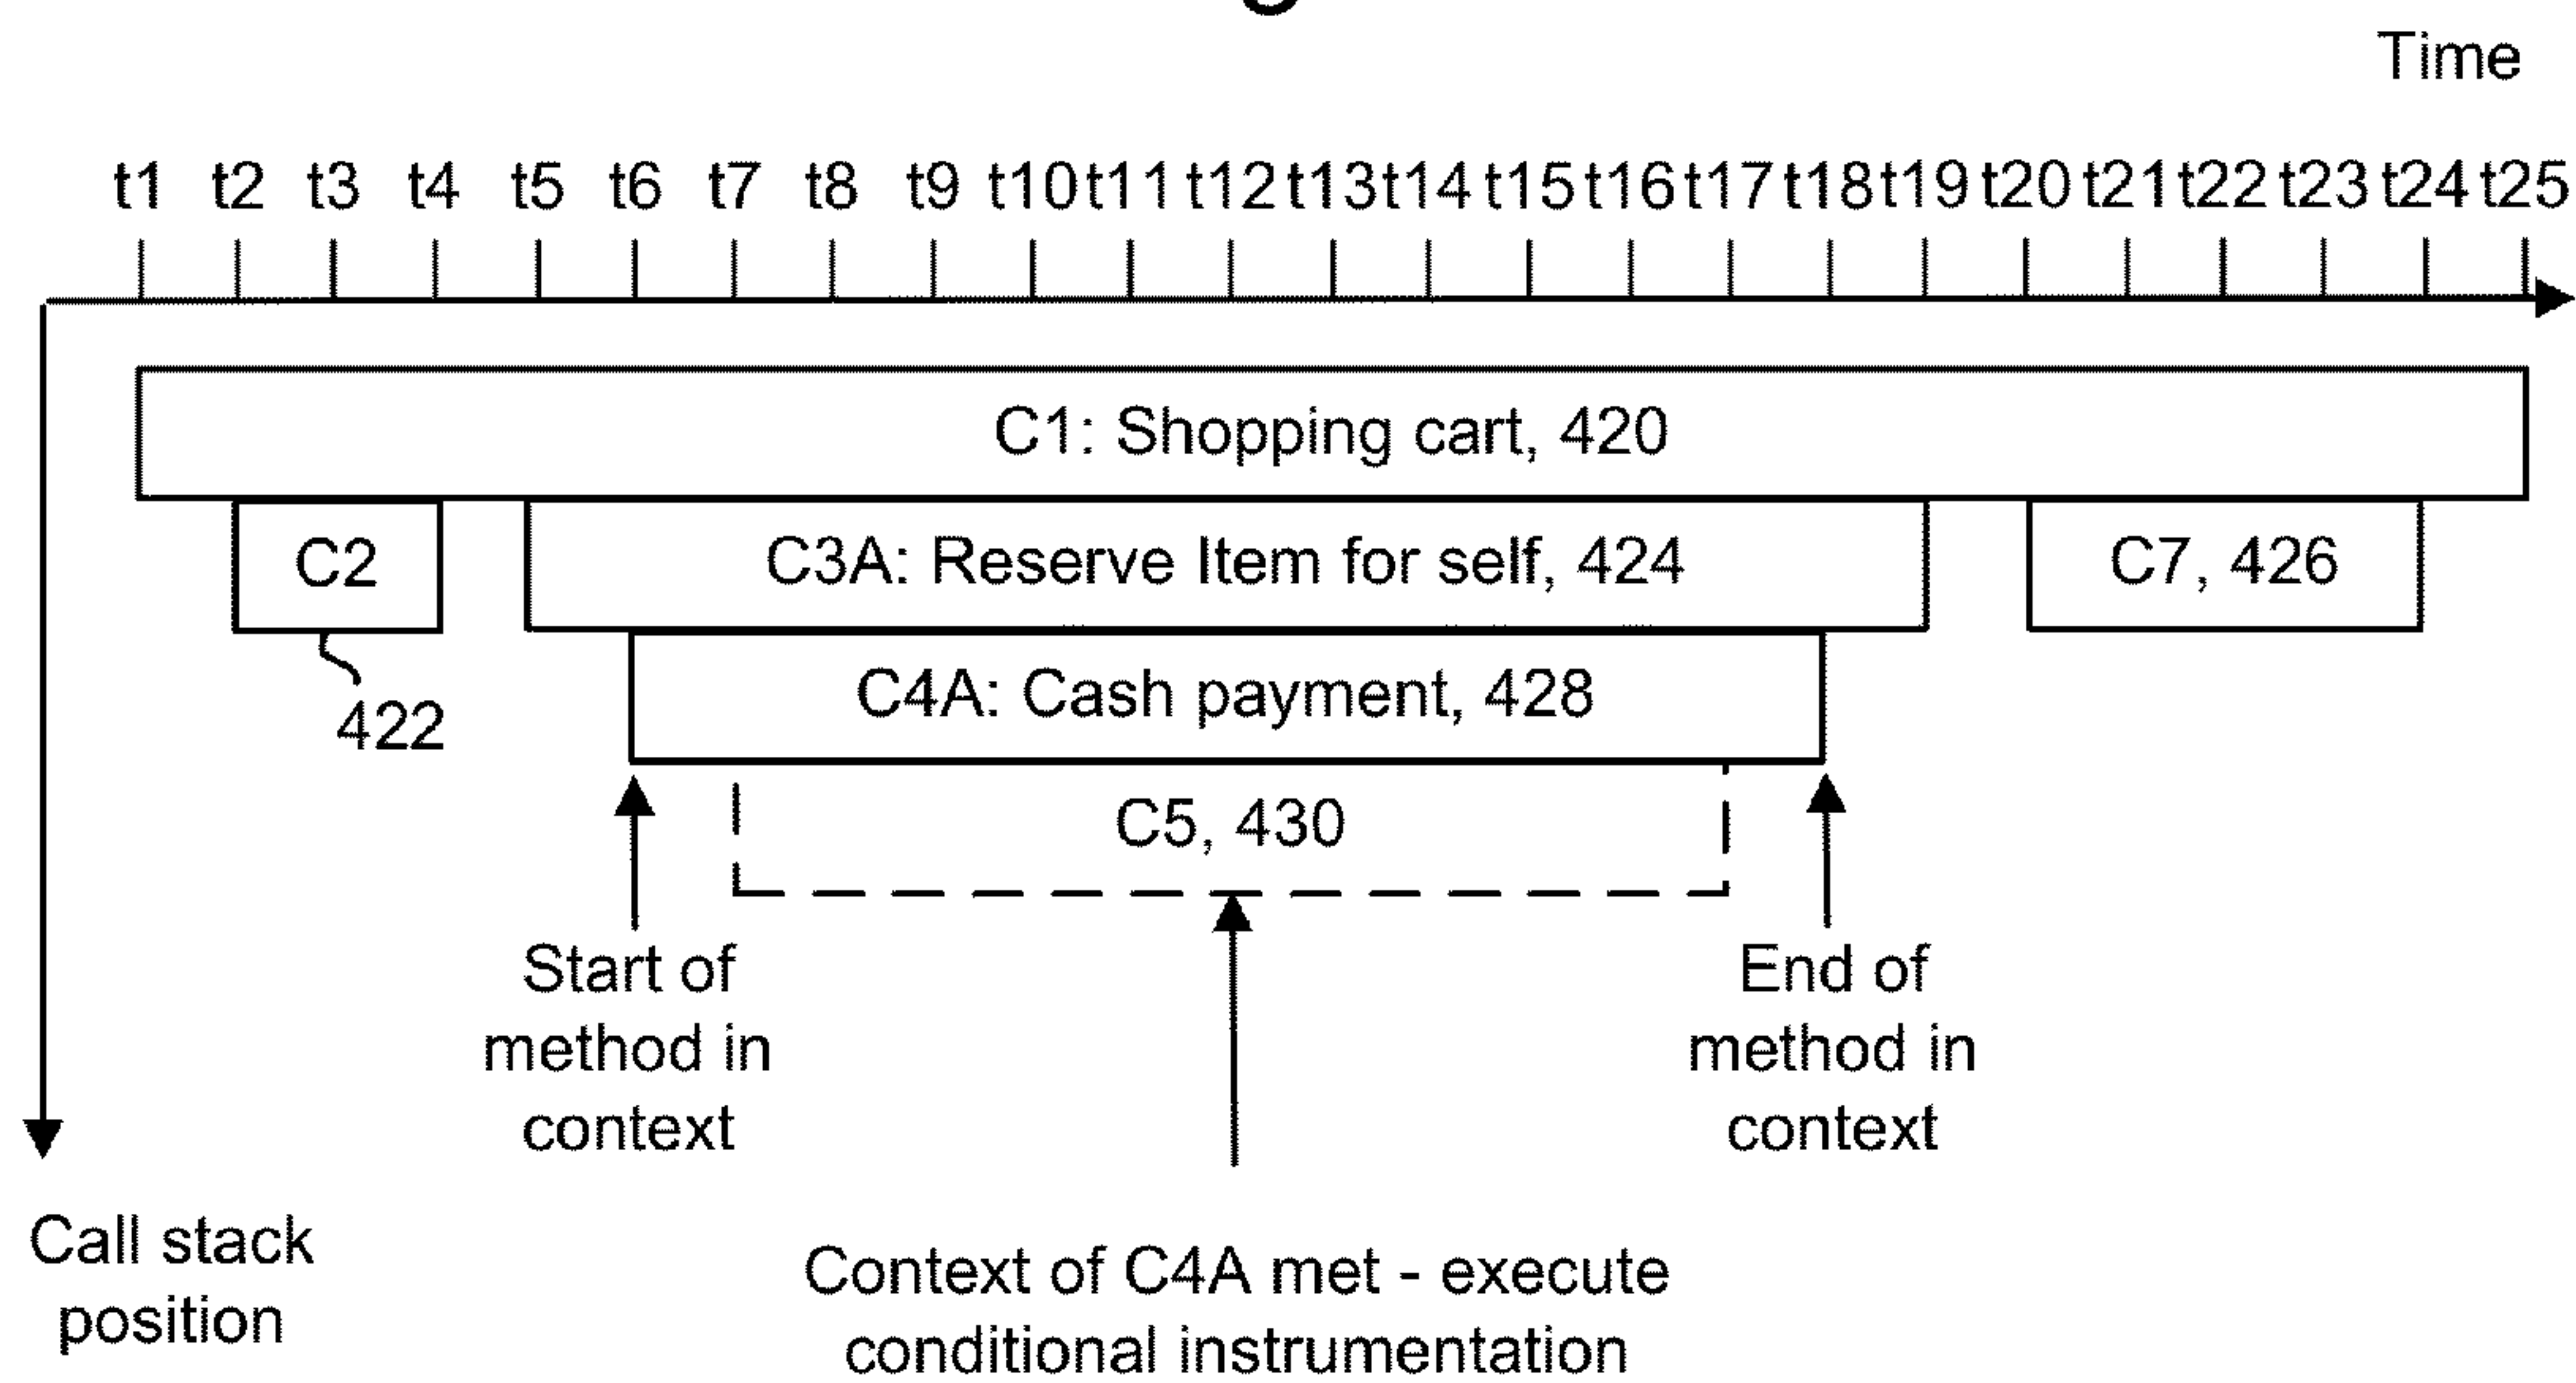 Time
t1 t2 t3 t4 t5 t6 t7 t8 t9 t10 t11 t12 t13 t14 t15 t16 t17 t18 t19 t20 t21 t22 t23 t24 t25
C1: Shopping cart, 420
C2
C3A: Reserve Item for self, 424
C7, 426
C4A: Cash payment, 428
422
C5, 430
Start of
method in
context
End of
method in
context
Call stack
position
Context of C4A met - execute
conditional instrumentation